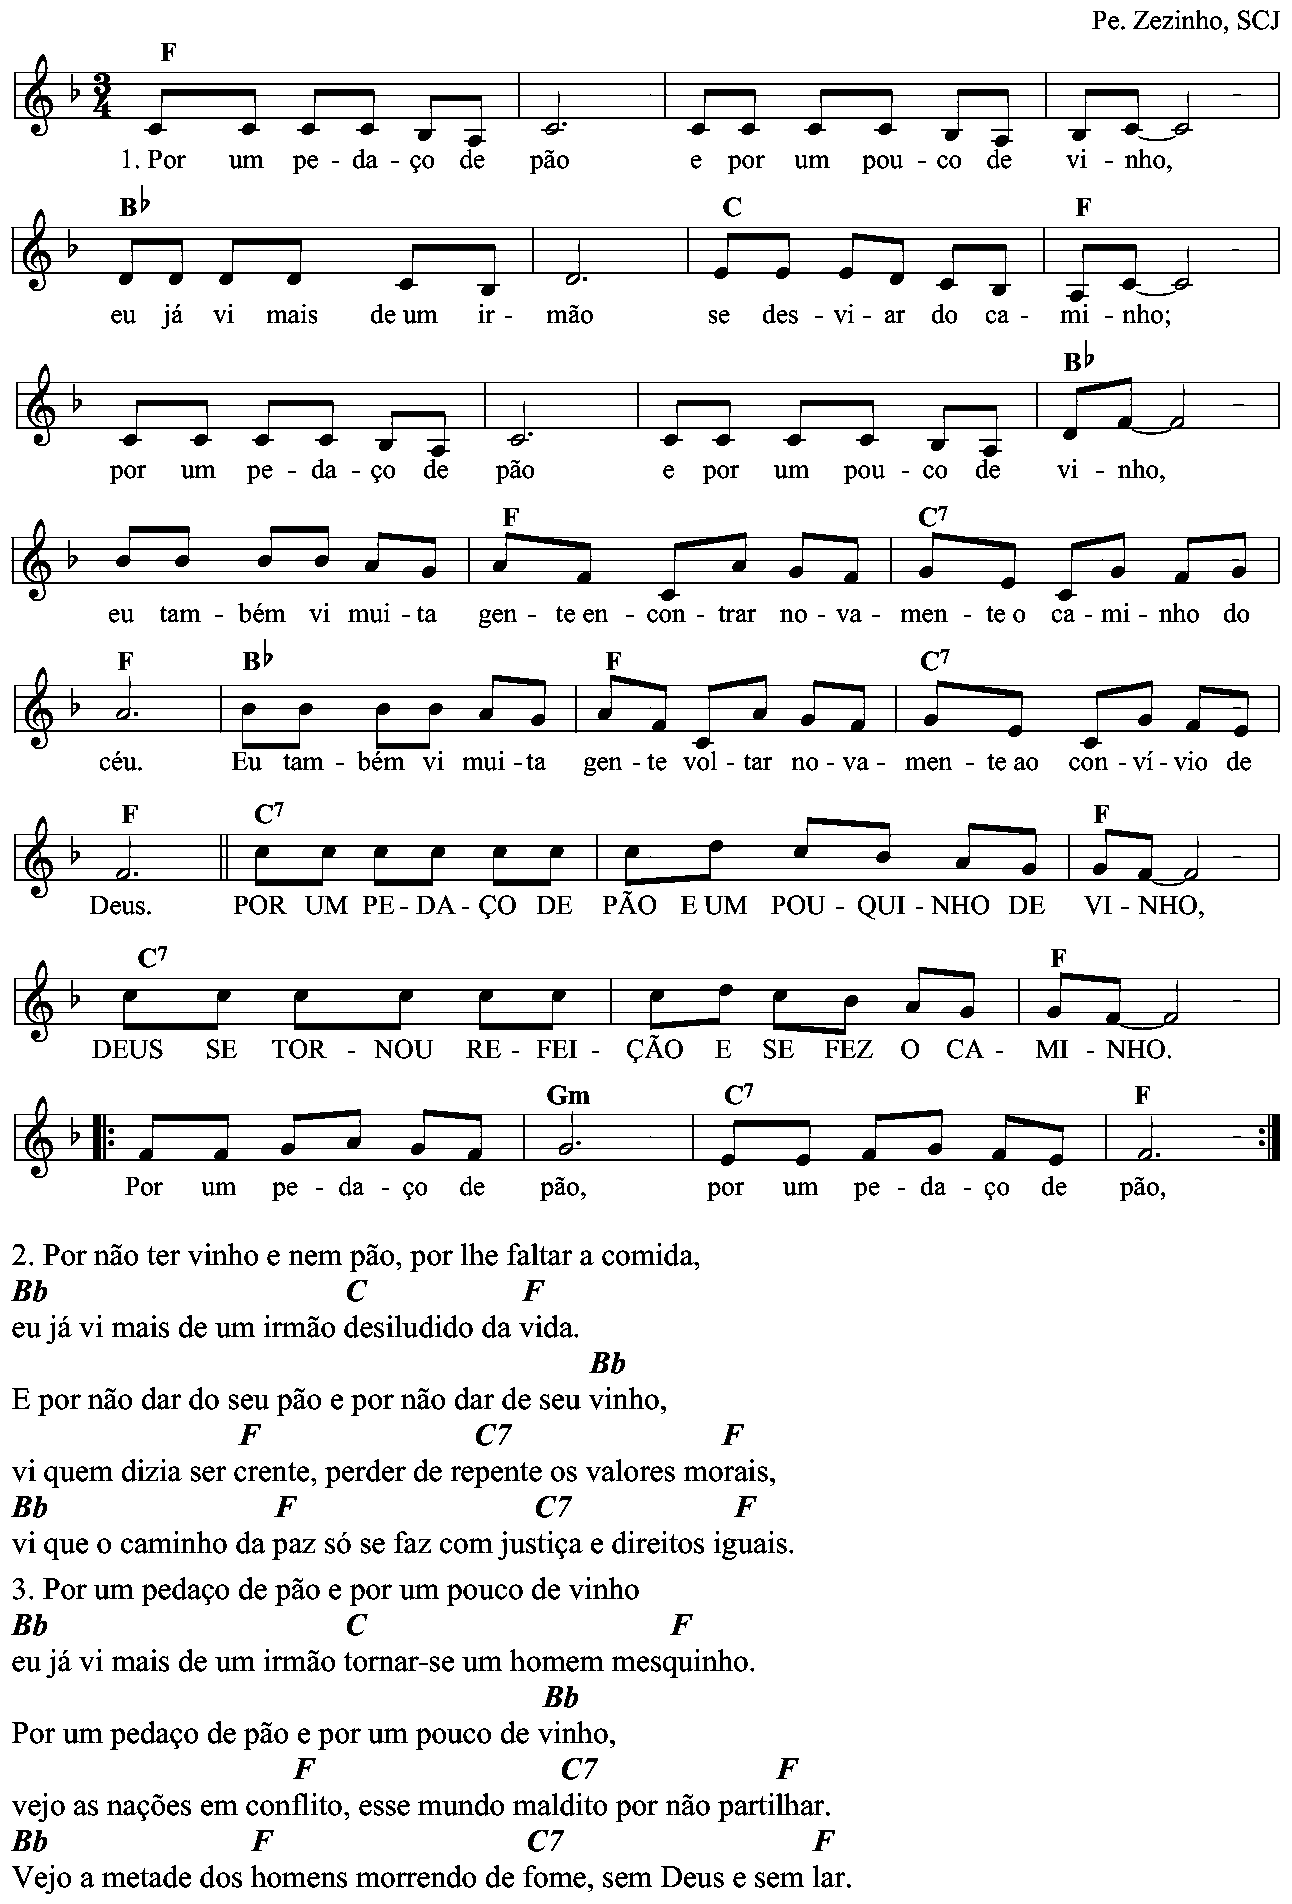 Pe. Zezinho, SCJ
F
3
4
1. Por um pe - da - ço de pão e por um pou - co de vi - nho,
B♭ C F
eu já vi mais de um ir - mão se des - vi - ar do ca - mi - nho;
B♭
por um pe - da - ço de pão e por um pou - co de vi - nho,
F C7
eu tam - bém vi mui - ta gen - te en - con - trar no - va - men - te o ca - mi - nho do
F B♭ F C7
céu. Eu tam - bém vi mui - ta gen - te vol - tar no - va - men - te ao con - ví - vio de
F C7 F
Deus. POR UM PE - DA - ÇO DE PÃO E UM POU - QUI - NHO DE VI - NHO,
C7 F
DEUS SE TOR - NOU RE - FEI - ÇÃO E SE FEZ O CA - MI - NHO.
Gm C7 F
Por um pe - da - ço de pão, por um pe - da - ço de pão,
2. Por não ter vinho e nem pão, por lhe faltar a comida,
Bb C F
eu já vi mais de um irmão desiludido da vida.
Bb
E por não dar do seu pão e por não dar de seu vinho,
F C7 F
vi quem dizia ser crente, perder de repente os valores morais,
Bb F C7 F
vi que o caminho da paz só se faz com justiça e direitos iguais.
3. Por um pedaço de pão e por um pouco de vinho
Bb C F
eu já vi mais de um irmão tornar-se um homem mesquinho.
Bb
Por um pedaço de pão e por um pouco de vinho,
F C7 F
vejo as nações em conflito, esse mundo maldito por não partilhar.
Bb F C7 F
Vejo a metade dos homens morrendo de fome, sem Deus e sem lar.